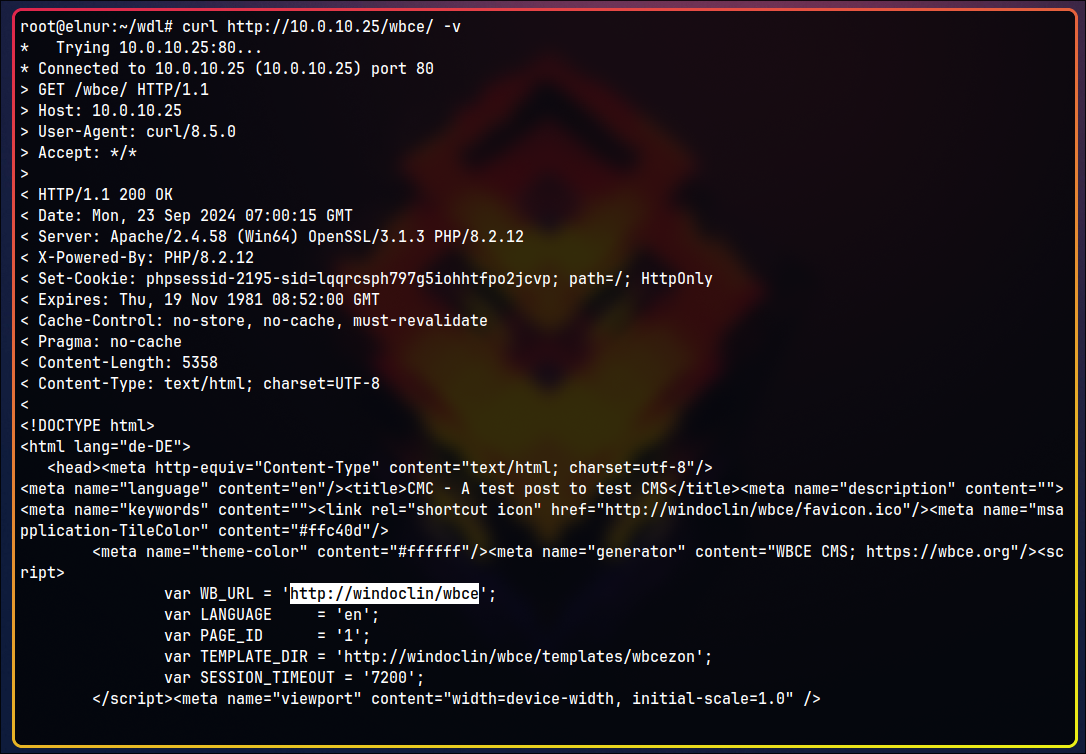 root@elnur:~/wdl# curl http://10.0.10.25/wbce/ -v
*   Trying 10.0.10.25:80...
* Connected to 10.0.10.25 (10.0.10.25) port 80
> GET /wbce/ HTTP/1.1
> Host: 10.0.10.25
> User-Agent: curl/8.5.0
> Accept: */*
>
< HTTP/1.1 200 OK
< Date: Mon, 23 Sep 2024 07:00:15 GMT
< Server: Apache/2.4.58 (Win64) OpenSSL/3.1.3 PHP/8.2.12
< X-Powered-By: PHP/8.2.12
< Set-Cookie: phpsessid-2195-sid=lqqrcsph797g5iohhtfpo2jcvp; path=/; HttpOnly
< Expires: Thu, 19 Nov 1981 08:52:00 GMT
< Cache-Control: no-store, no-cache, must-revalidate
< Pragma: no-cache
< Content-Length: 5358
< Content-Type: text/html; charset=UTF-8
<
<!DOCTYPE html>
<html lang="de-DE">
   <head><meta http-equiv="Content-Type" content="text/html; charset=utf-8"/>
<meta name="language" content="en"/><title>CMC - A test post to test CMS</title><meta name="description" content="">
<meta name="keywords" content=""><link rel="shortcut icon" href="http://windoclin/wbce/favicon.ico"/><meta name="msa
pplication-TileColor" content="#ffc40d"/>
        <meta name="theme-color" content="#ffffff"/><meta name="generator" content="WBCE CMS; https://wbce.org"/><sc
ript>
                var WB_URL = 'http://windoclin/wbce';
                var LANGUAGE     = 'en';
                var PAGE_ID      = '1';
                var TEMPLATE_DIR = 'http://windoclin/wbce/templates/wbcezon';
                var SESSION_TIMEOUT = '7200';
        </script><meta name="viewport" content="width=device-width, initial-scale=1.0" />